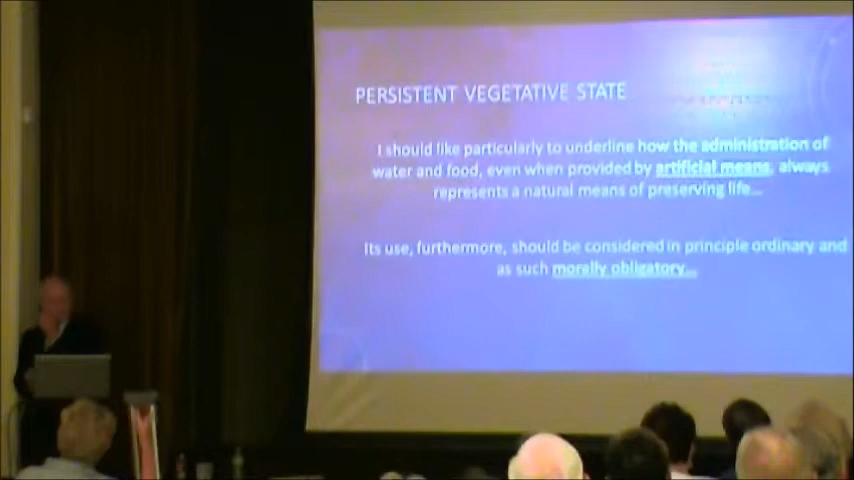 PERSISTENT VEGETATIVE STATE
I should like particularly to underline how the administration of
water and food, even when provided by artificial means, always
represents a natural means of preserving life...
Its use, furthermore, should be considered in principle ordinary and
as such morally obligatory...